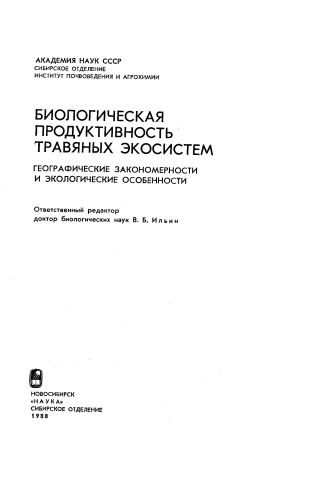 АКАДЕМИЯ НАУК СССР
СИБИРСКОЕ ОТДЕЛЕНИЕ
ИНСТИТУТ ПОЧВОВЕДЕНИЯ И АГРОХИМИИ
БИОЛОГИЧЕСКАЯ
ПРОДУКТИВНОСТЬ
ТРАВЯНЫХ ЭКОСИСТЕМ
ГЕОГРАФИЧЕСКИЕ ЗАКОНОМЕРНОСТИ
И ЭКОЛОГИЧЕСКИЕ ОСОБЕННОСТИ
Ответственный редактор
доктор биологических наук В. Б. Ильин
НОВОСИБИРСК
«НАУКА»
СИБИРСКОЕ ОТДЕЛЕНИЕ
1988